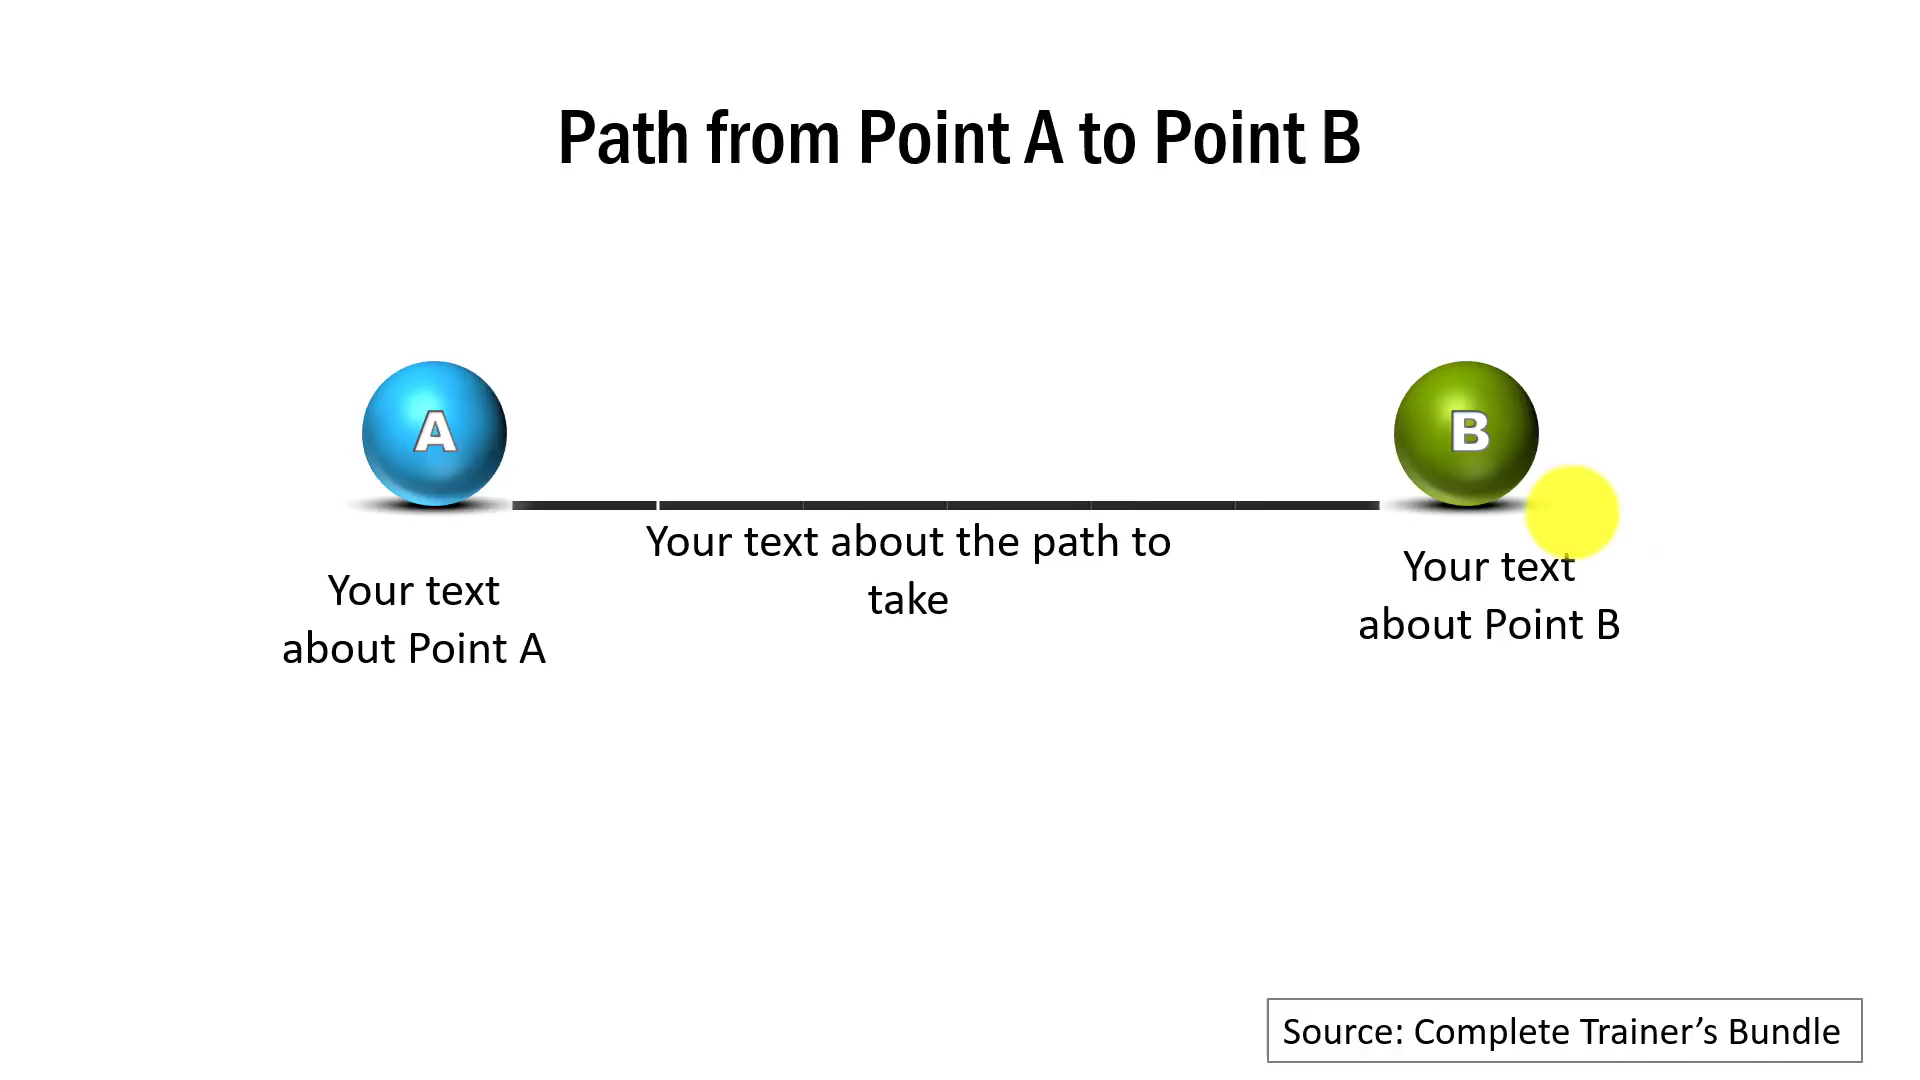 Path from Point A to Point B
A
B
Your text about the path to
take
Your text
about Point A
Your text
about Point B
Source: Complete Trainer’s Bundle